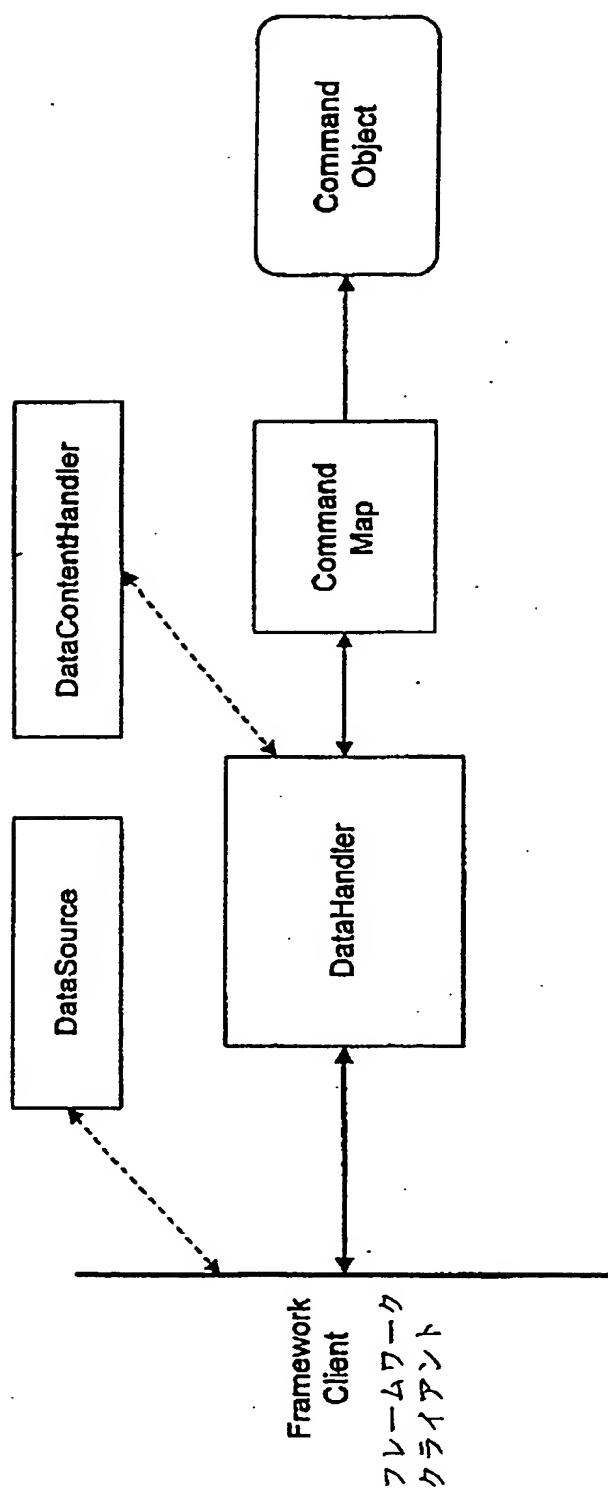 DataSource
DataContentHandler
Framework
Client
フレームワーク
クライアント
DataHandler
Command
Map
Command
Object